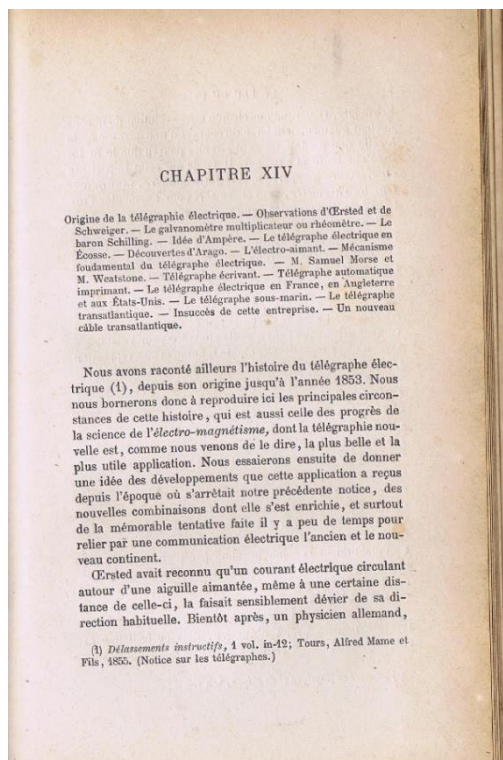 CHAPITRE XIV
Origine de la télégraphie électrique. — Observations d'Œrsted et de
Schweiger. — Le galvanomètre multiplicateur ou rhéomètre. — Le
baron Schilling. — Idée d'Ampère. — Le télégraphe électrique en
Écosse. — Découvertes d'Arago. — L'électro-aimant. — Mécanisme
foudamental du télégraphe électrique. — M. Samuel Morse et
M. Weatstone. — Télégraphe écrivant. — Télégraphe automatique
imprimant. — Le télégraphe électrique en France, en Angleterre
et aux États-Unis. — Le télégraphe sous-marin. — Le télégraphe
transatlantique. — Insuccès de cette entreprise. — Un nouveau
câble transatlantique.
Nous avons raconté ailleurs l'histoire du télégraphe élec-
trique (1), depuis son origine jusqu'à l'année 1853. Nous
nous bornerons donc à reproduire ici les principales circon-
stances de cette histoire, qui est aussi celle des progrès de
la science de l'électro-magnétisme, dont la télégraphie nou-
velle est, comme nous venons de le dire, la plus belle et la
plus utile application. Nous essaierons ensuite de donner
une idée des développements que cette application a reçus
depuis l'époque où s'arrêtait notre précédente notice, des
nouvelles combinaisons dont elle s'est enrichie, et surtout
de la mémorable tentative faite il y a peu de temps pour
relier par une communication électrique l'ancien et le nou-
veau continent.
Œrsted avait reconnu qu'un courant électrique circulant
autour d'une aiguille aimantée, même à une certaine dis-
tance de celle-ci, la faisait sensiblement dévier de sa di-
rection habituelle. Bientôt après, un physicien allemand,
(1) Délassements instructifs, 1 vol. in-12; Tours, Alfred Mame et
Fils, 1855. (Notice sur les télégraphes.)